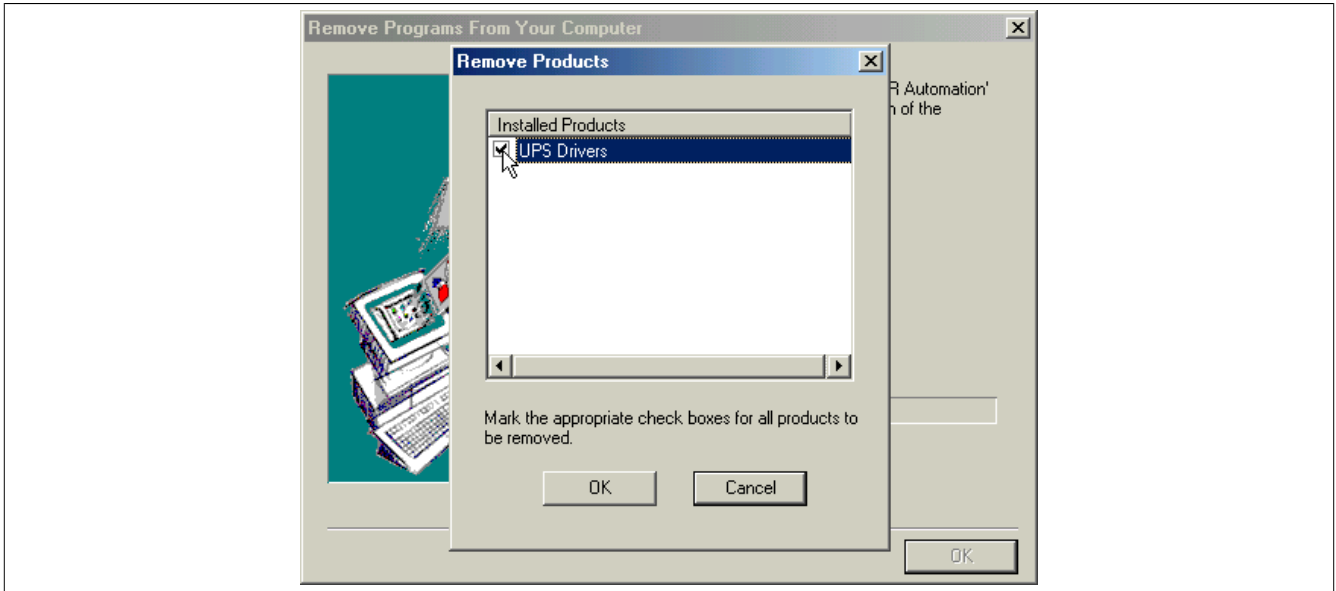 Remove Programs From Your Computer
Remove Products
R Automation'
n of the
Installed Products
UPS Drivers
Mark the appropriate check boxes for all products to
be removed.
OK
Cancel
OK